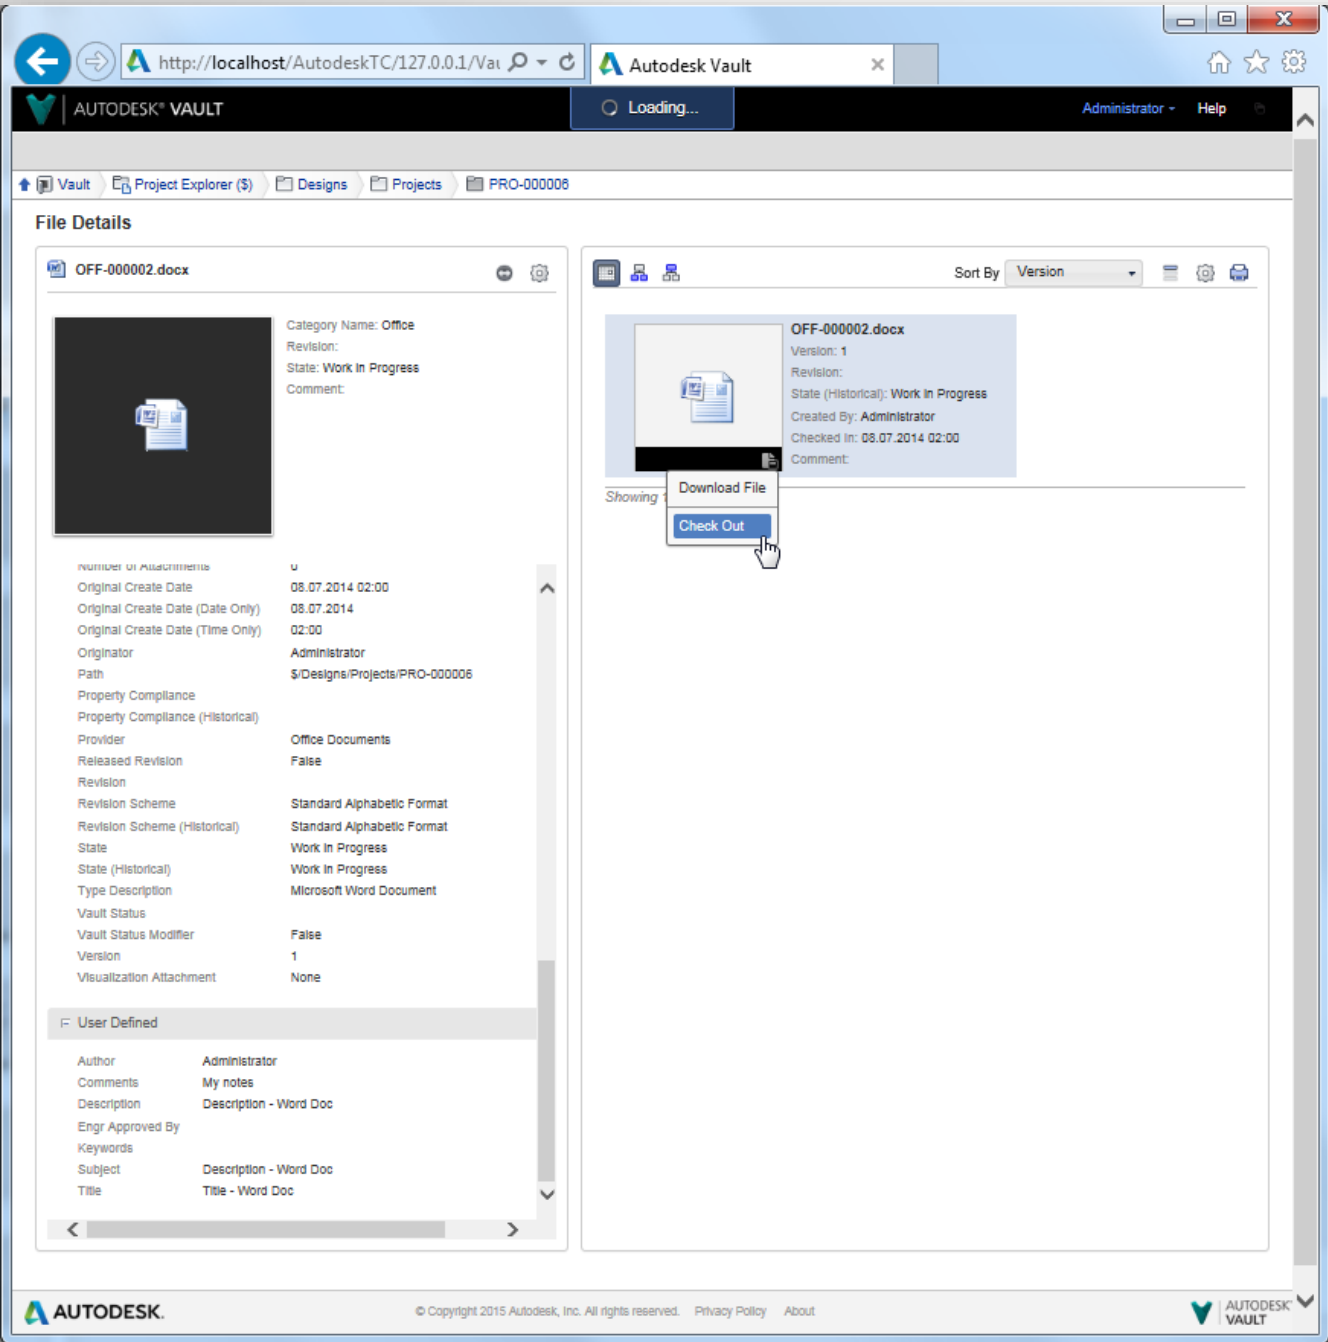 http://localhost/AutodeskTC/127.0.0.1/Vau
Autodesk Vault
AUTODESK® VAULT
Loading...
Administrator
Help
Vault
Project Explorer ($)
Designs
Projects
PRO-000006
File Details
OFF-000002.docx
Category Name: Office
Revision:
State: Work In Progress
Comment:
Number of Attachments 0
Original Create Date 08.07.2014 02:00
Original Create Date (Date Only) 08.07.2014
Original Create Date (Time Only) 02:00
Originator Administrator
Path $/Designs/Projects/PRO-000006
Property Compliance
Property Compliance (Historical)
Provider Office Documents
Released Revision False
Revision
Revision Scheme Standard Alphabetic Format
Revision Scheme (Historical) Standard Alphabetic Format
State Work In Progress
State (Historical) Work In Progress
Type Description Microsoft Word Document
Vault Status
Vault Status Modifier False
Version 1
Visualization Attachment None
User Defined
Author Administrator
Comments My notes
Description Description - Word Doc
Engr Approved By
Keywords
Subject Description - Word Doc
Title Title - Word Doc
Sort By Version
OFF-000002.docx
Version: 1
Revision:
State (Historical): Work In Progress
Created By: Administrator
Checked In: 08.07.2014 02:00
Comment:
Showing 1
Download File
Check Out
AUTODESK.
© Copyright 2015 Autodesk, Inc. All rights reserved. Privacy Policy About
AUTODESK®
VAULT